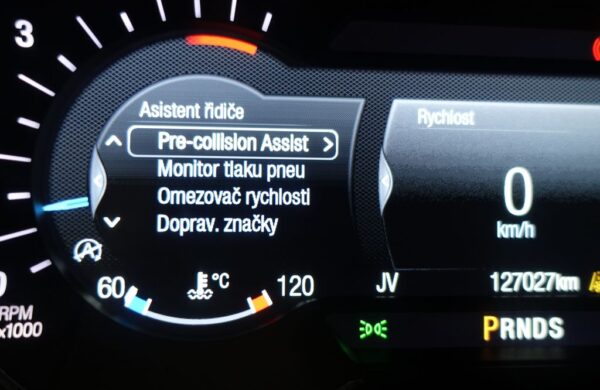 3
Asistent řidiče
Pre-collision Assist >
Monitor tlaku pneu
Omezovač rychlosti
Doprav. značky
Rychlost
0
km/h
60
°C
120
JV
127027km
0
RPM
x1000
PRNDS